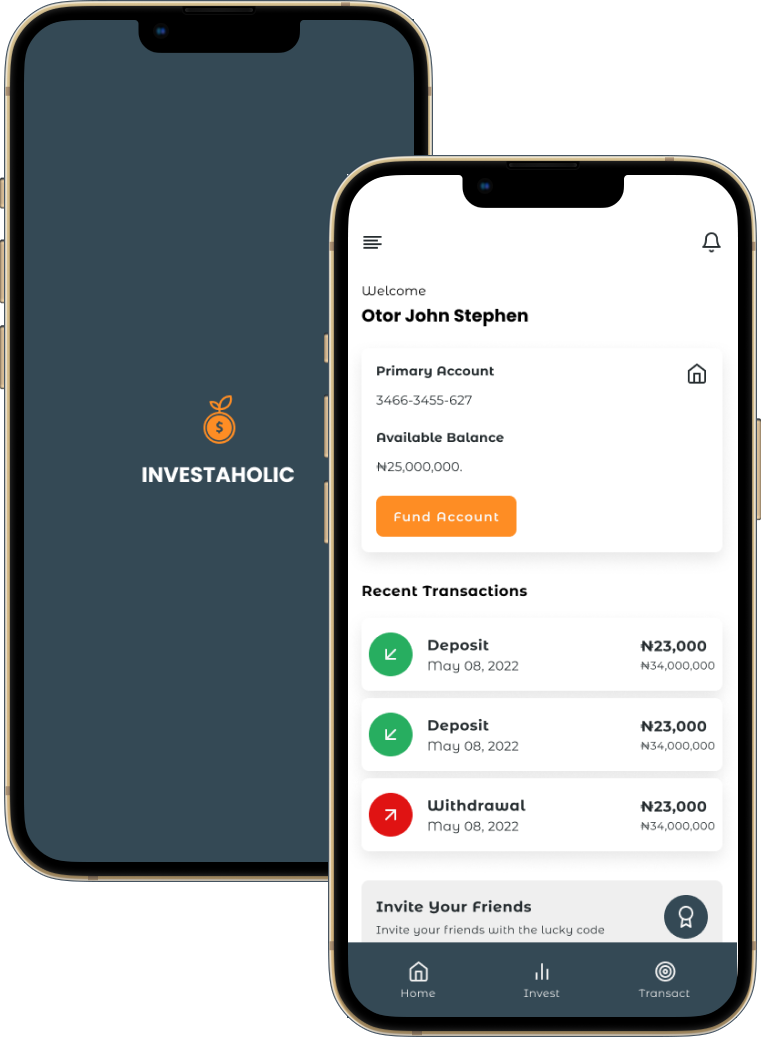 $
INVESTAHOLIC
Welcome
Otor John Stephen
Primary Account
3466-3455-627
Available Balance
₦25,000,000.
Fund Account
Recent Transactions
Deposit ₦23,000
May 08, 2022 ₦34,000,000
Deposit ₦23,000
May 08, 2022 ₦34,000,000
Withdrawal ₦23,000
May 08, 2022 ₦34,000,000
Invite Your Friends
Invite your friends with the lucky code
Home Invest Transact